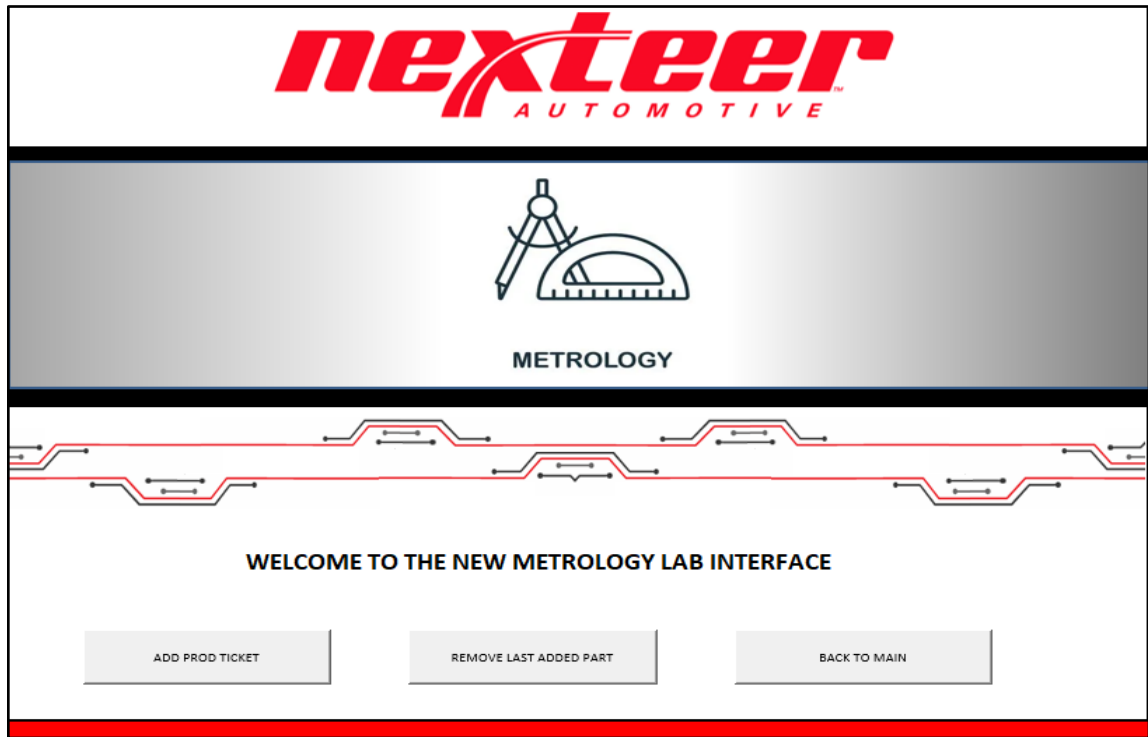 nexteer
AUTOMOTIVE
TM
METROLOGY
WELCOME TO THE NEW METROLOGY LAB INTERFACE
ADD PROD TICKET
REMOVE LAST ADDED PART
BACK TO MAIN